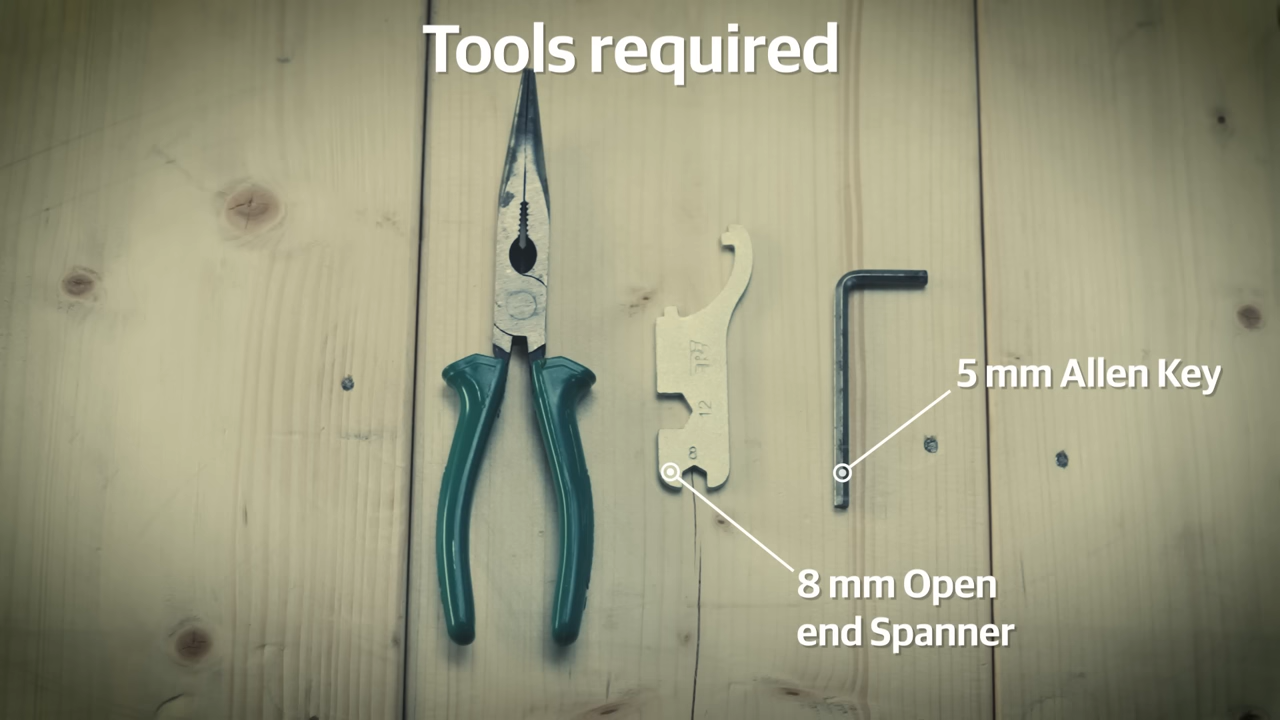 Tools required
5 mm Allen Key
12
8
8 mm Open
end Spanner